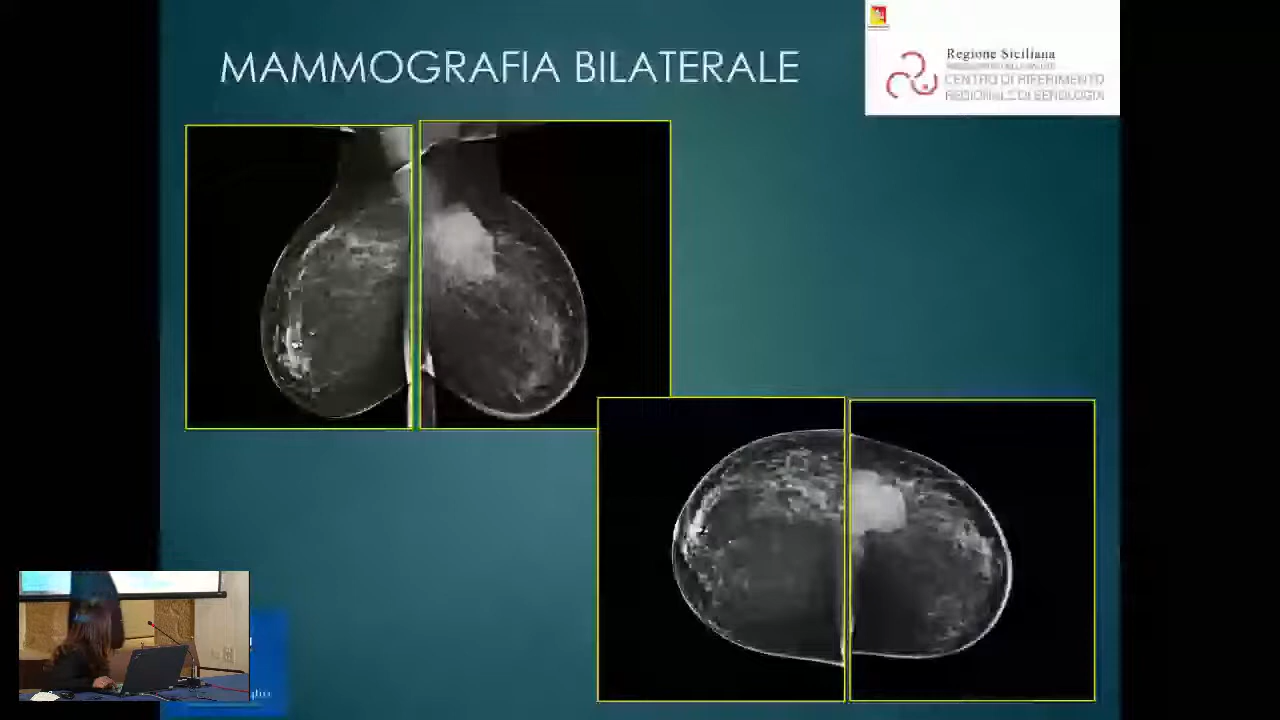 MAMMOGRAFIA BILATERALE
Regione Siciliana
CENTRO DI RIFERIMENTO
REGIONALE DI SENOLOGIA